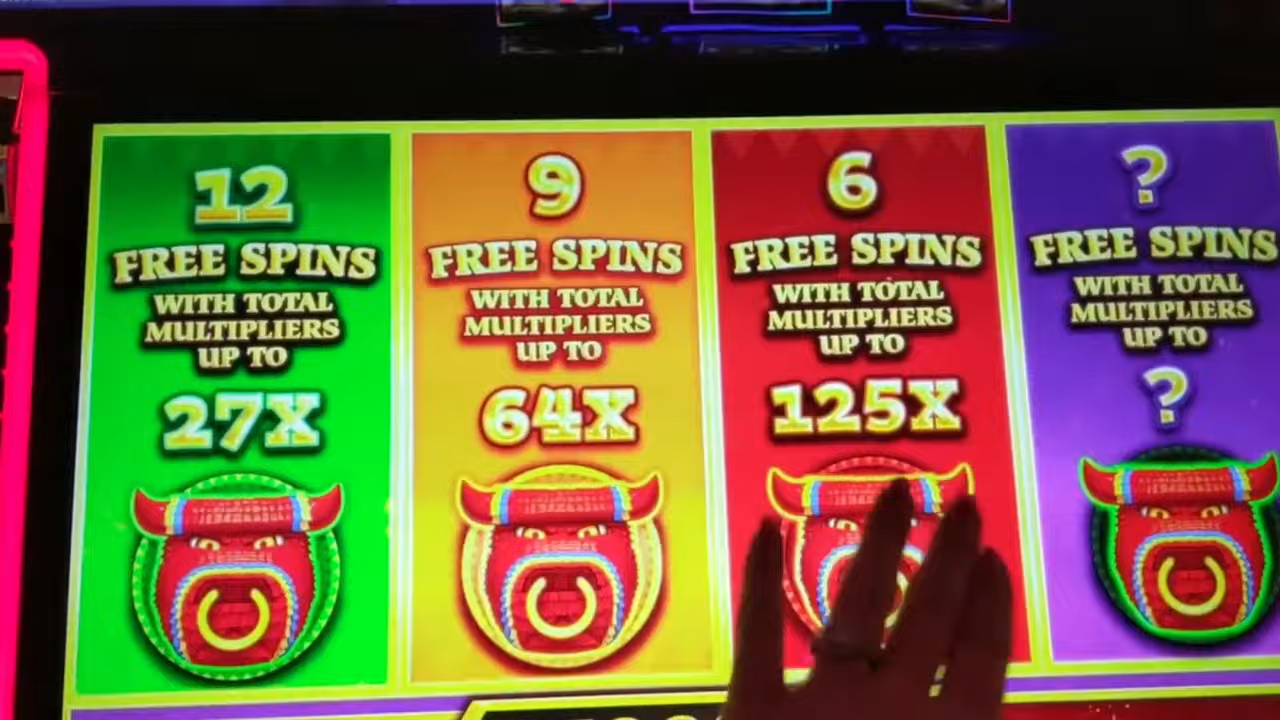 12
FREE SPINS
WITH TOTAL
MULTIPLIERS
UP TO
27X
9
FREE SPINS
WITH TOTAL
MULTIPLIERS
UP TO
64X
6
FREE SPINS
WITH TOTAL
MULTIPLIERS
UP TO
125X
?
FREE SPINS
WITH TOTAL
MULTIPLIERS
UP TO
?